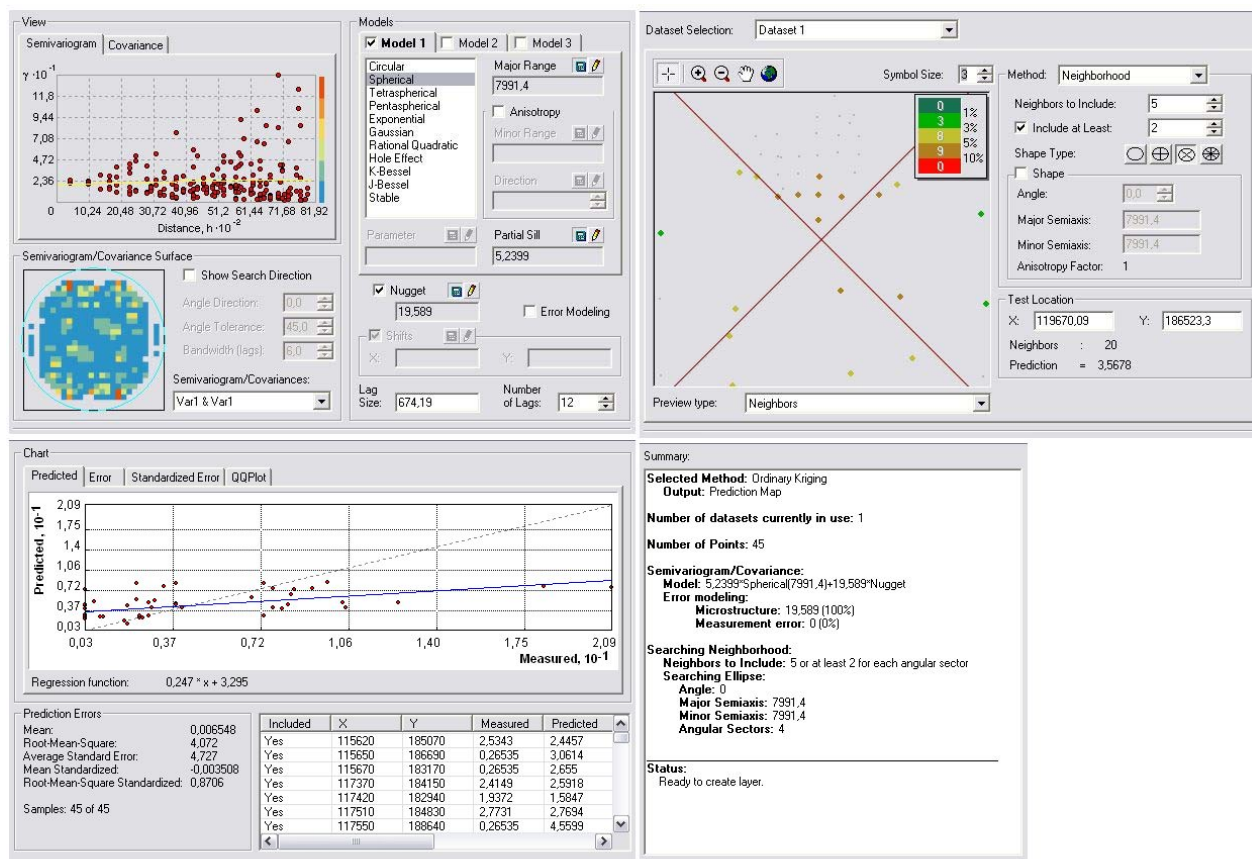 View
Semivariogram Covariance
γ ·10⁻¹
11,8
9,44
7,08
4,72
2,36
0 10,24 20,48 30,72 40,96 51,2 61,44 71,68 81,92
Distance, h ·10⁻²
Semivariogram/Covariance Surface
Show Search Direction
Angle Direction: 0,0
Angle Tolerance: 45,0
Bandwidth (lags): 6,0
Semivariogram/Covariances:
Var1 & Var1
Models
Model 1 Model 2 Model 3
Circular
Spherical
Tetraspherical
Pentaspherical
Exponential
Gaussian
Rational Quadratic
Hole Effect
K-Bessel
J-Bessel
Stable
Major Range
7991,4
Anisotropy
Minor Range
Direction
Parameter
Partial Sill
5,2399
Nugget
19,589
Error Modeling
Shifts
X: Y:
Lag Size: 674,19
Number of Lags: 12
Dataset Selection: Dataset 1
Symbol Size: 3
0
3
8
9
0
1%
3%
5%
10%
Preview type: Neighbors
Method: Neighborhood
Neighbors to Include: 5
Include at Least: 2
Shape Type:
Shape
Angle: 0,0
Major Semiaxis: 7991,4
Minor Semiaxis: 7991,4
Anisotropy Factor: 1
Test Location
X: 119670,09 Y: 186523,3
Neighbors : 20
Prediction = 3,5678
Chart
Predicted Error Standardized Error QQPlot
Predicted, 10⁻¹
2,09
1,75
1,4
1,06
0,72
0,37
0,03
0,03 0,37 0,72 1,06 1,40 1,75 2,09
Measured, 10⁻¹
Regression function: 0,247 * x + 3,295
Prediction Errors
Mean: 0,006548
Root-Mean-Square: 4,072
Average Standard Error: 4,727
Mean Standardized: -0,003508
Root-Mean-Square Standardized: 0,8706
Samples: 45 of 45
Included X Y Measured Predicted
Yes 115620 185070 2,5343 2,4457
Yes 115650 186690 0,26535 3,0614
Yes 115670 183170 0,26535 2,655
Yes 117370 184150 2,4149 2,5918
Yes 117420 182940 1,9372 1,5847
Yes 117510 184830 2,7731 2,7694
Yes 117550 188640 0,26535 4,5599
Summary:
Selected Method: Ordinary Kriging
Output: Prediction Map
Number of datasets currently in use: 1
Number of Points: 45
Semivariogram/Covariance:
Model: 5,2399*Spherical(7991,4)+19,589*Nugget
Error modeling:
Microstructure: 19,589 (100%)
Measurement error: 0 (0%)
Searching Neighborhood:
Neighbors to Include: 5 or at least 2 for each angular sector
Searching Ellipse:
Angle: 0
Major Semiaxis: 7991,4
Minor Semiaxis: 7991,4
Angular Sectors: 4
Status:
Ready to create layer.